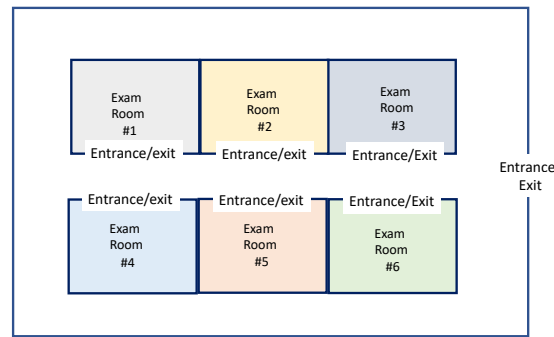 Exam
Room
#1
Exam
Room
#2
Exam
Room
#3
Entrance/exit
Entrance/exit
Entrance/Exit
Entrance
Exit
Entrance/exit
Entrance/exit
Entrance/Exit
Exam
Room
#4
Exam
Room
#5
Exam
Room
#6